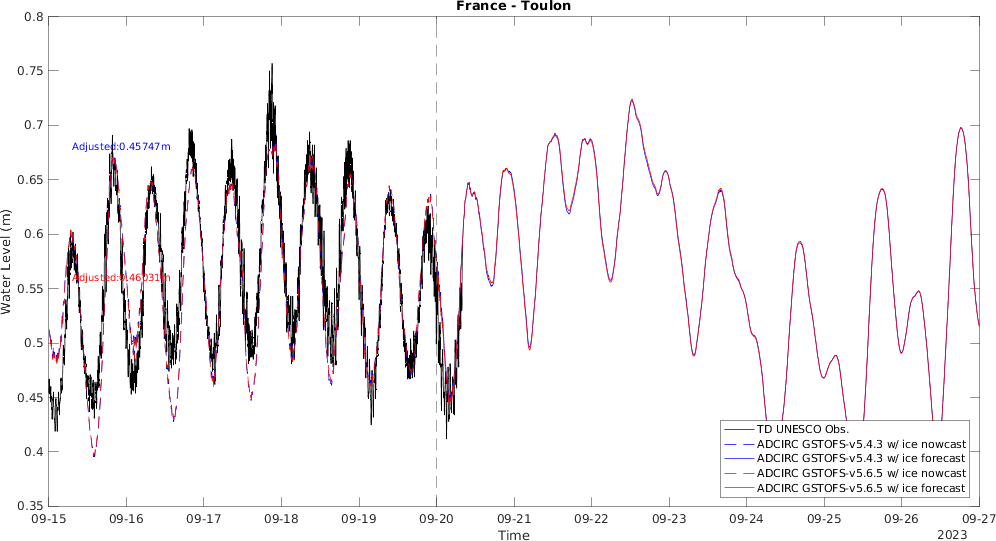 France - Toulon
0.8
0.75
0.7
0.65
0.6
0.55
0.5
0.45
0.4
0.35
Water Level (m)
Adjusted:0.45747m
Adjusted:0.46031m
TD UNESCO Obs.
ADCIRC GSTOFS-v5.4.3 w/ ice nowcast
ADCIRC GSTOFS-v5.4.3 w/ ice forecast
ADCIRC GSTOFS-v5.6.5 w/ ice nowcast
ADCIRC GSTOFS-v5.6.5 w/ ice forecast
09-15 09-16 09-17 09-18 09-19 09-20 09-21 09-22 09-23 09-24 09-25 09-26 09-27
Time
2023